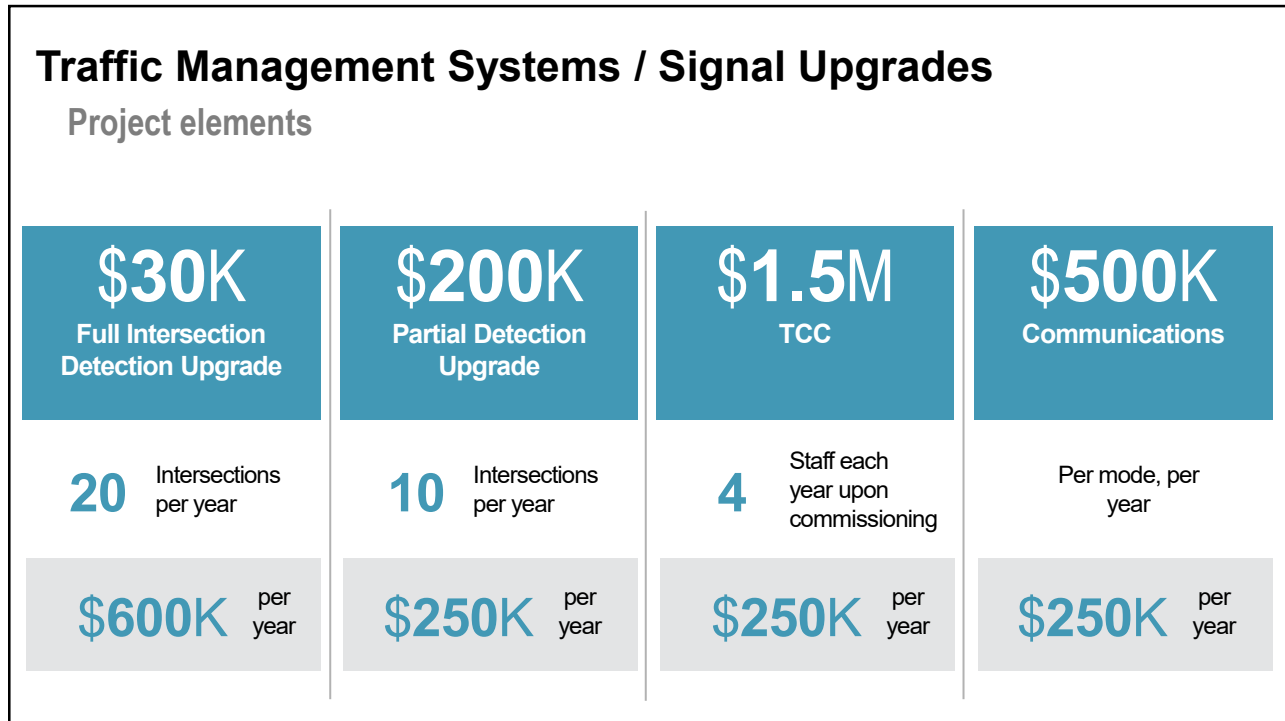 Traffic Management Systems / Signal Upgrades
Project elements
$30K
Full Intersection
Detection Upgrade
20
Intersections
per year
$600K
per
year
$200K
Partial Detection
Upgrade
10
Intersections
per year
$250K
per
year
$1.5M
TCC
4
Staff each
year upon
commissioning
$250K
per
year
$500K
Communications
Per mode, per
year
$250K
per
year